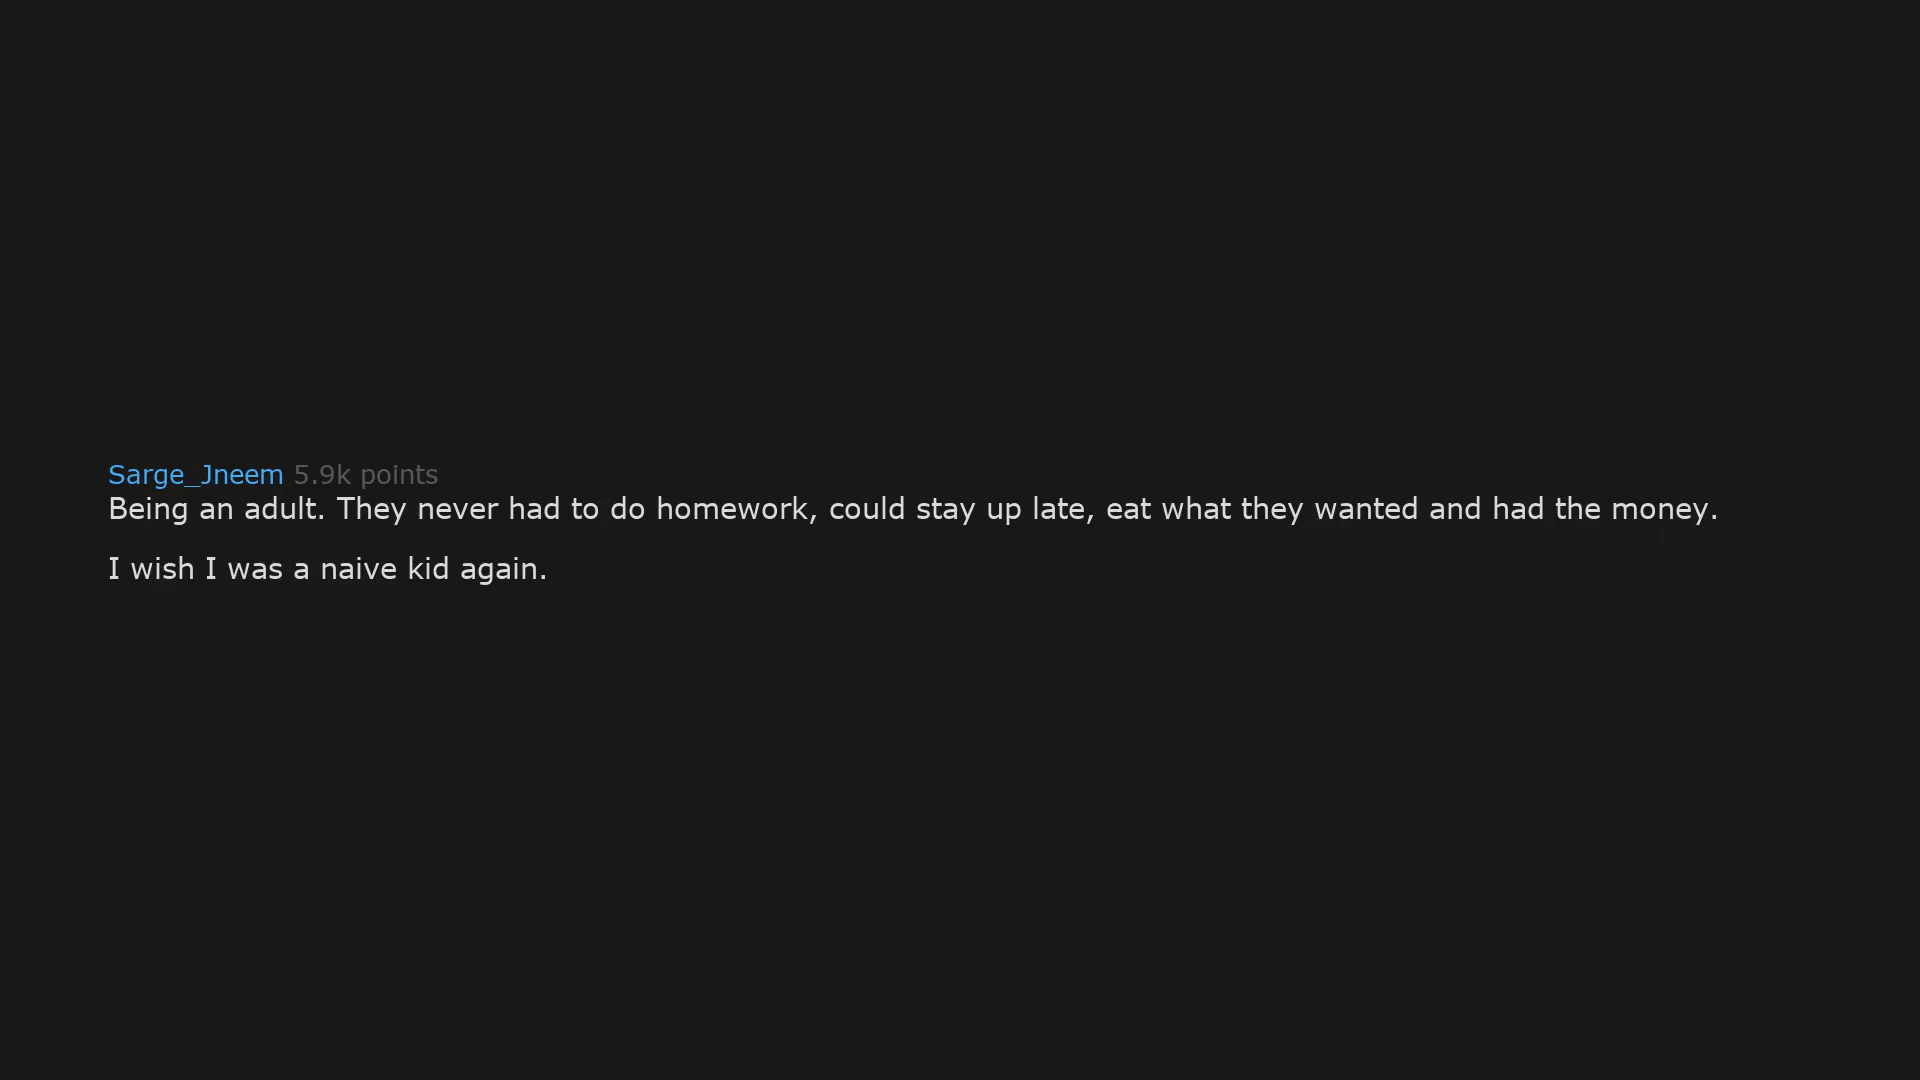 Sarge_Jneem 5.9k points
Being an adult. They never had to do homework, could stay up late, eat what they wanted and had the money.
I wish I was a naive kid again.